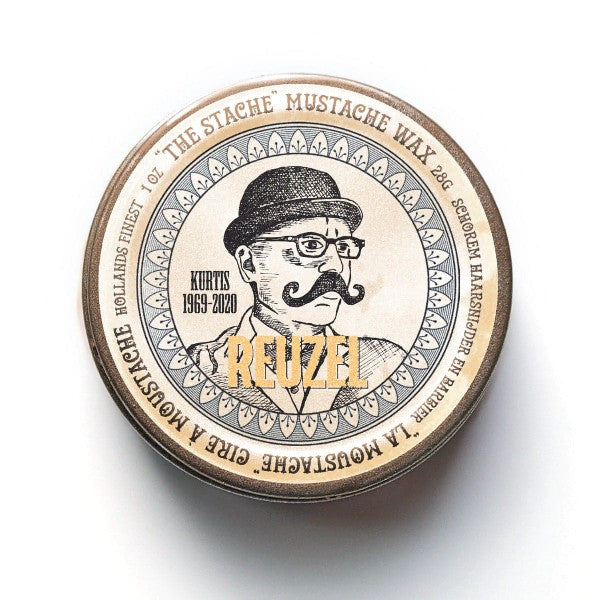 "THE STACHE" MUSTACHE WAX
28G SCHOREM HAARSNIJDER EN BARBIER
"LA MOUSTACHE" CIRE À MOUSTACHE
HOLLANDS FINEST 1 OZ
KURTIS
1969-2020
REUZEL